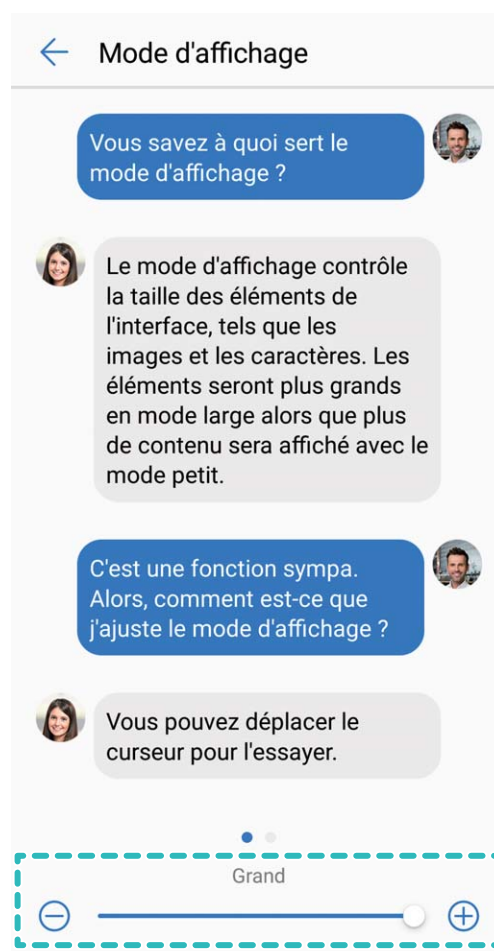 Mode d'affichage
Vous savez à quoi sert le
mode d'affichage ?
Le mode d'affichage contrôle
la taille des éléments de
l'interface, tels que les
images et les caractères. Les
éléments seront plus grands
en mode large alors que plus
de contenu sera affiché avec le
mode petit.
C'est une fonction sympa.
Alors, comment est-ce que
j'ajuste le mode d'affichage ?
Vous pouvez déplacer le
curseur pour l'essayer.
Grand